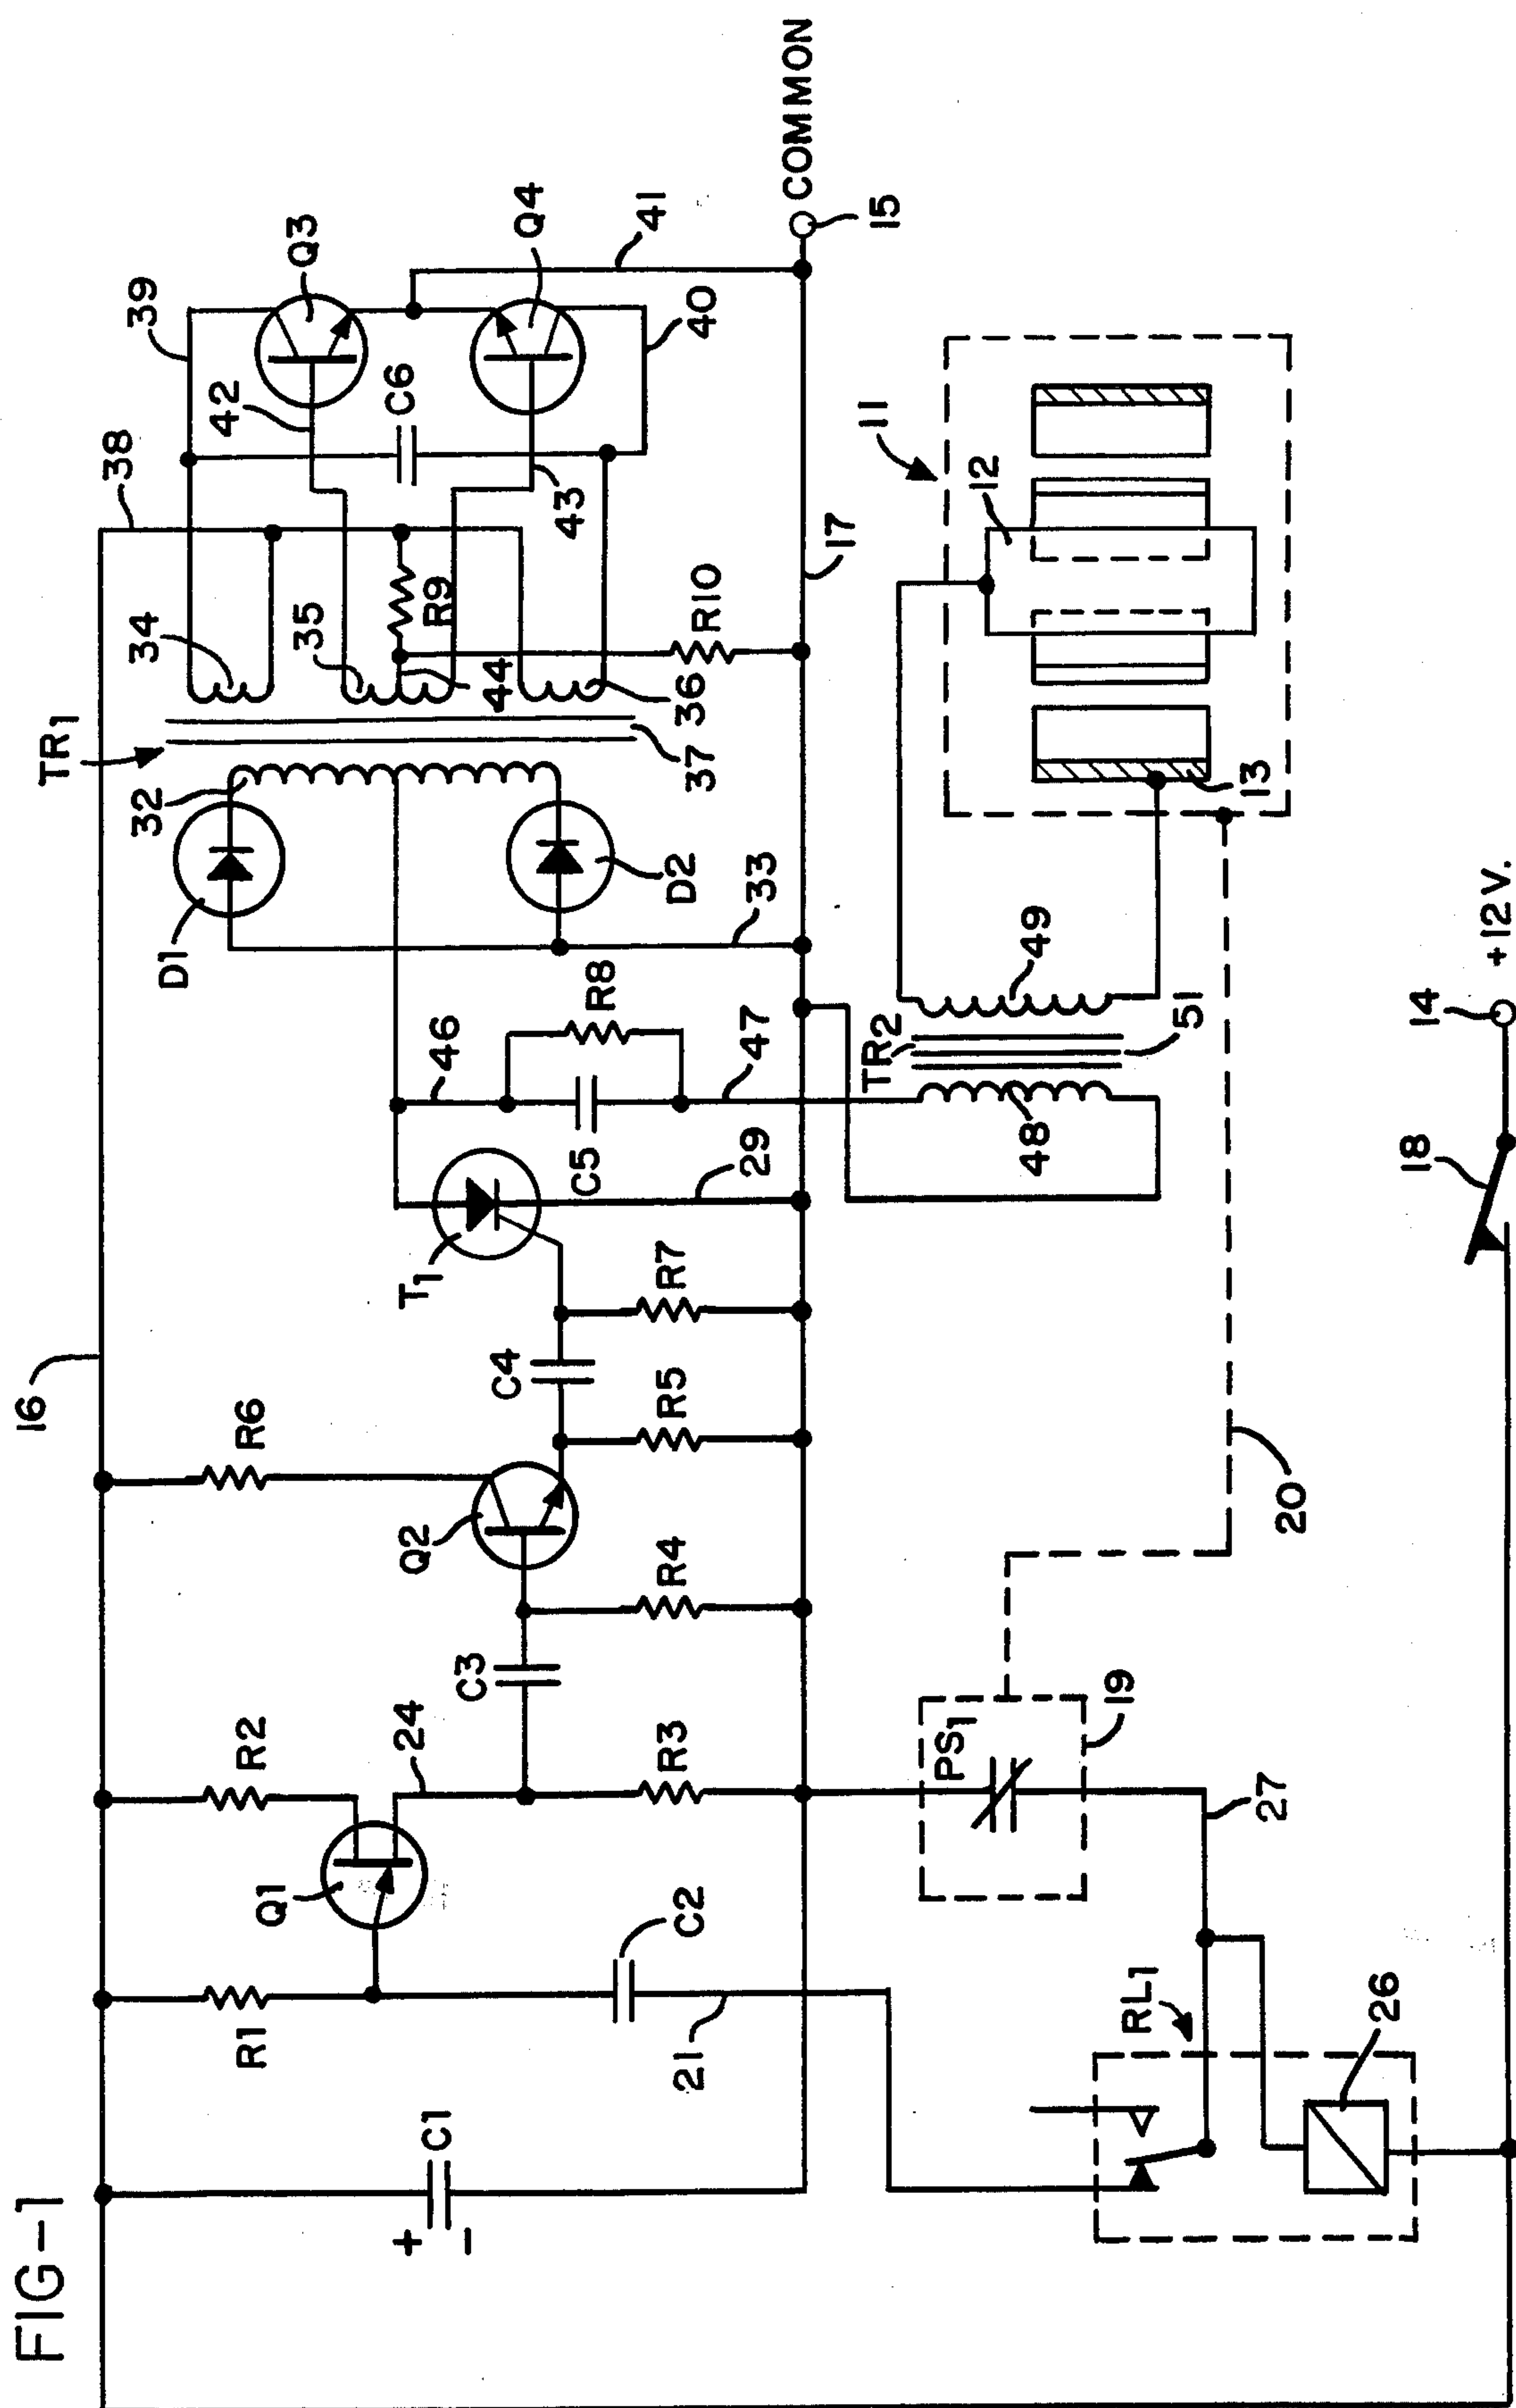 FIG-1
16
TR1
38
39
R1
R2
R6
D1
32
34
42
Q3
Q1
24
Q2
T1
46
35
C6
C1
+
-
C3
C4
C5
R8
D2
37
44
R9
36
43
Q4
40
41
C2
21
R3
R4
R5
R7
29
47
33
R10
17
COMMON
15
PS1
19
TR2
48
49
51
11
12
13
RL1
27
20
26
18
14
+12V.